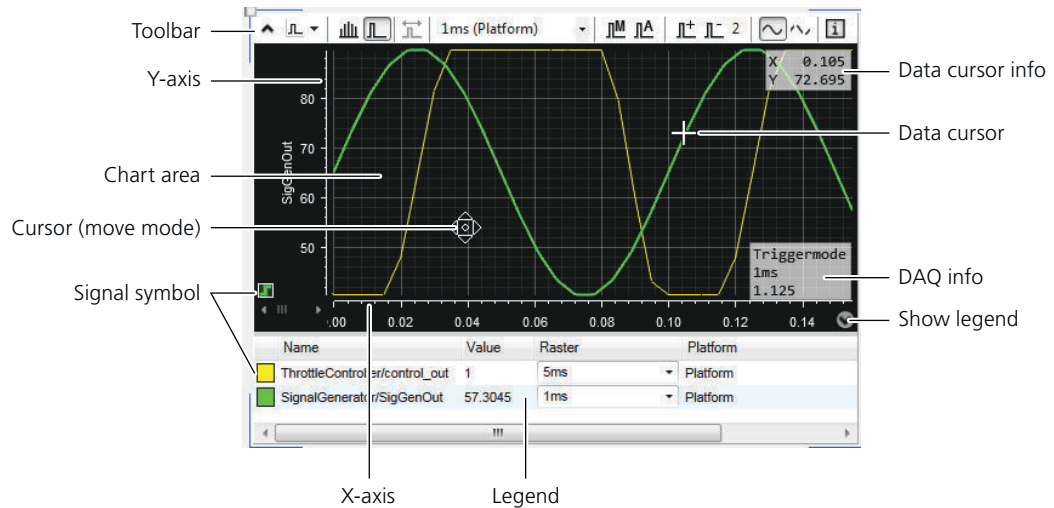 Toolbar
1ms (Platform)
M
A
2
i
Y-axis
X 0.105
Y 72.695
Data cursor info
80
Data cursor
70
SigGenOut
Chart area
60
Cursor (move mode)
50
Triggermode
1ms
1.125
DAQ info
Signal symbol
Show legend
.00 0.02 0.04 0.06 0.08 0.10 0.12 0.14
Name Value Raster Platform
ThrottleController/control_out 1 5ms Platform
SignalGenerator/SigGenOut 57.3045 1ms Platform
X-axis
Legend